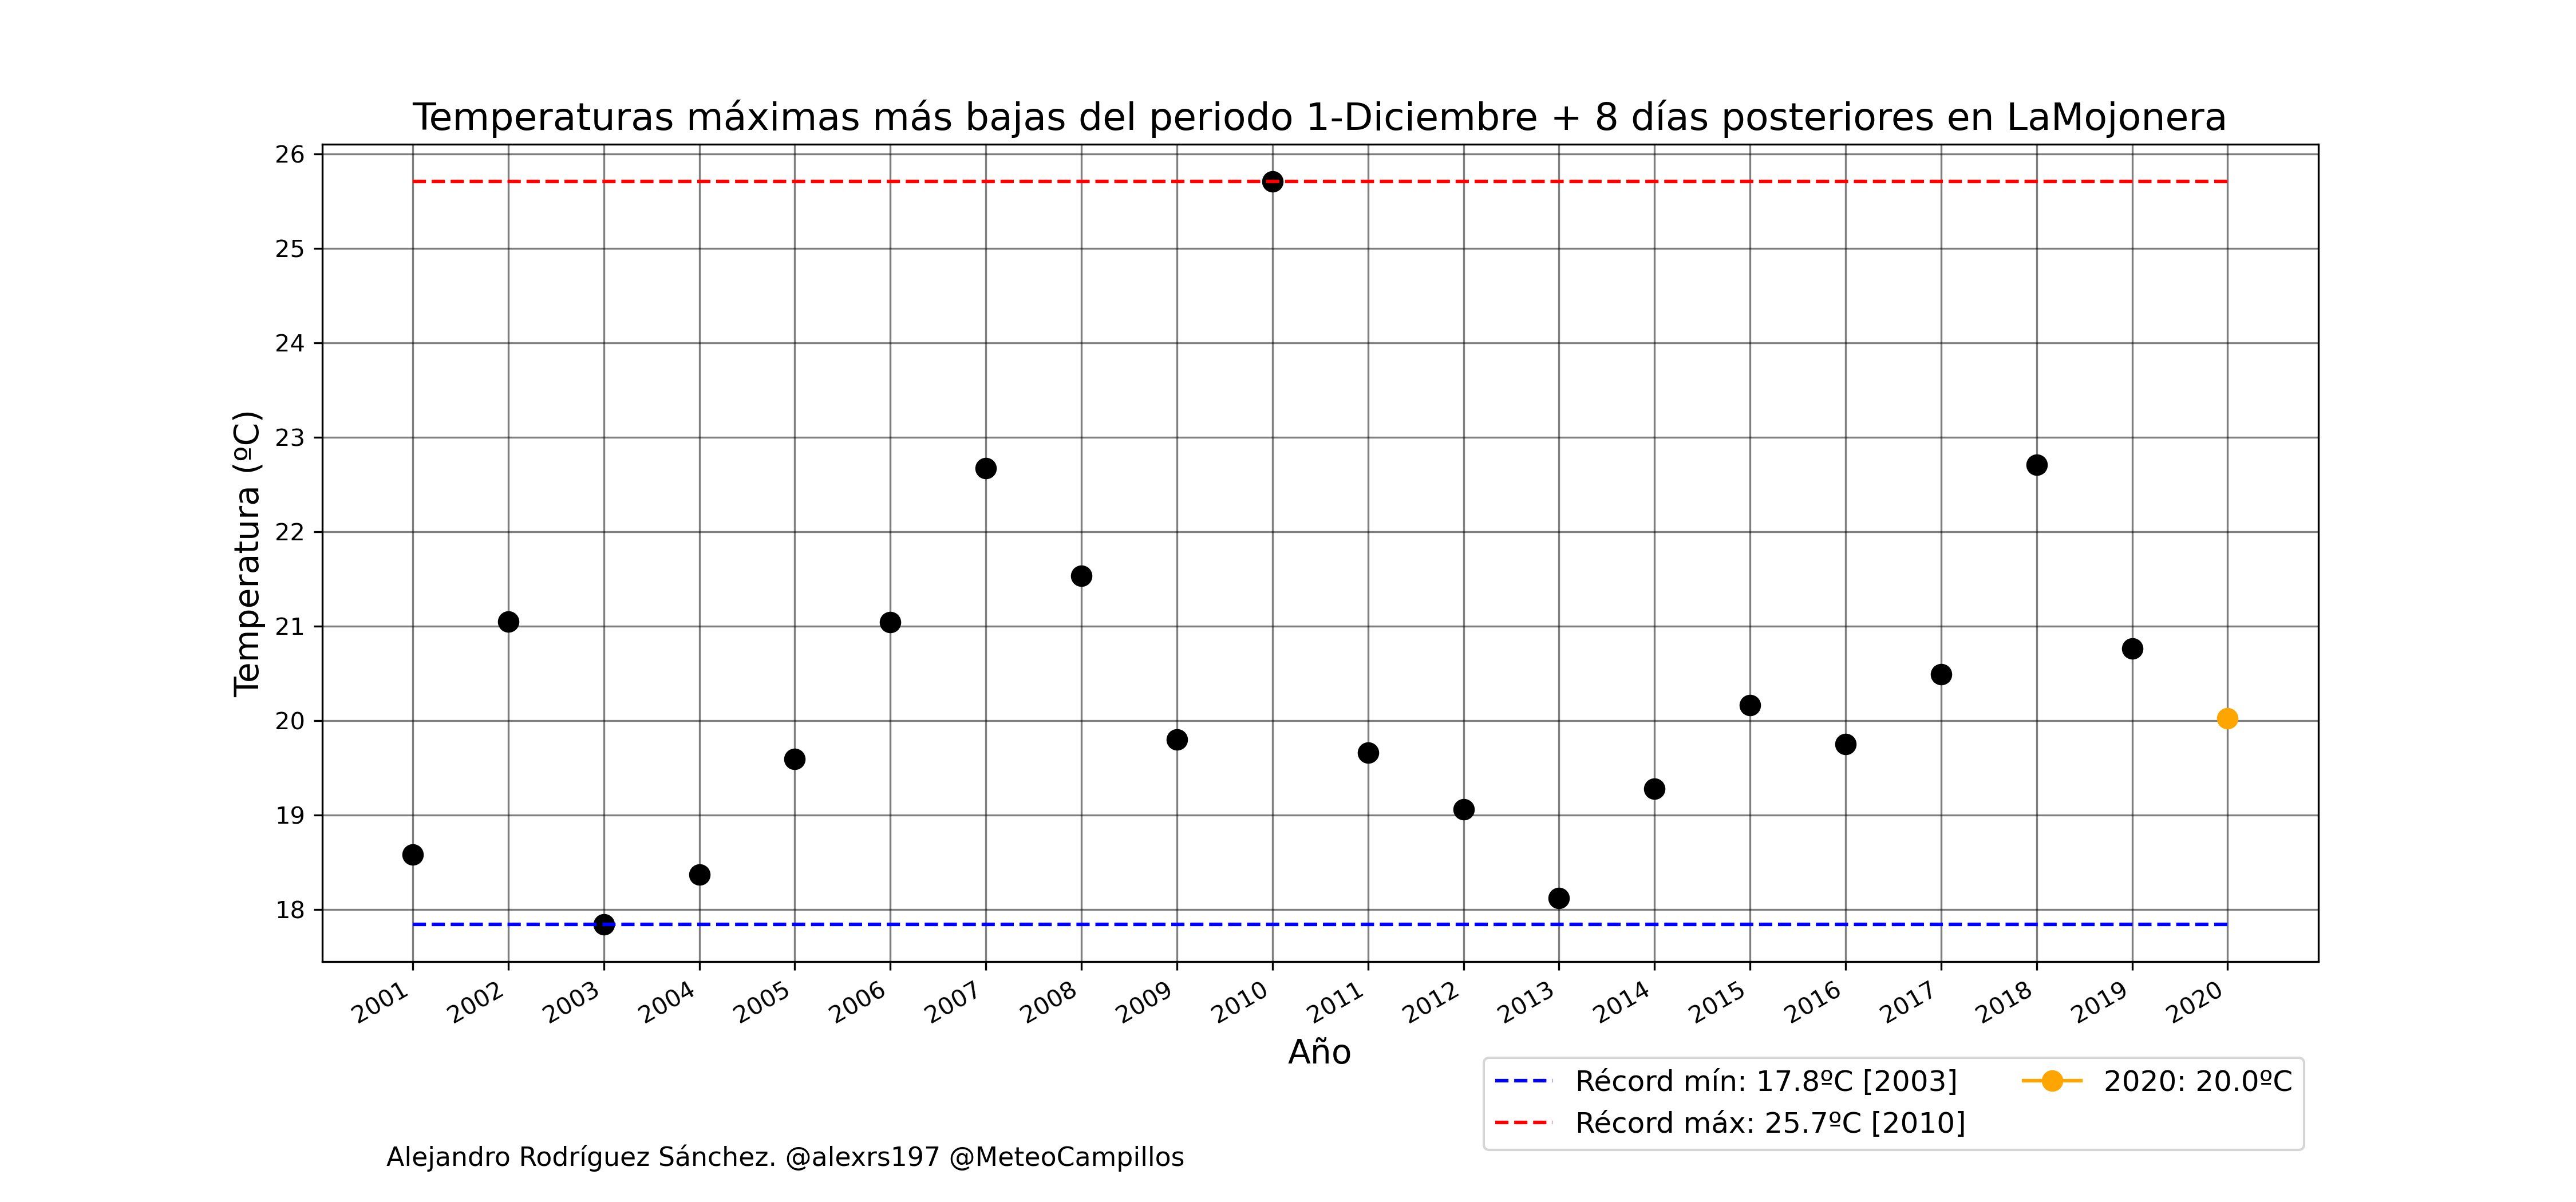 Temperaturas máximas más bajas del periodo 1-Diciembre + 8 días posteriores en LaMojonera
26
25
24
23
22
21
20
19
18
Temperatura (ºC)
2001 2002 2003 2004 2005 2006 2007 2008 2009 2010 2011 2012 2013 2014 2015 2016 2017 2018 2019 2020
Año
Récord mín: 17.8ºC [2003]
Récord máx: 25.7ºC [2010]
2020: 20.0ºC
Alejandro Rodríguez Sánchez. @alexrs197 @MeteoCampillos